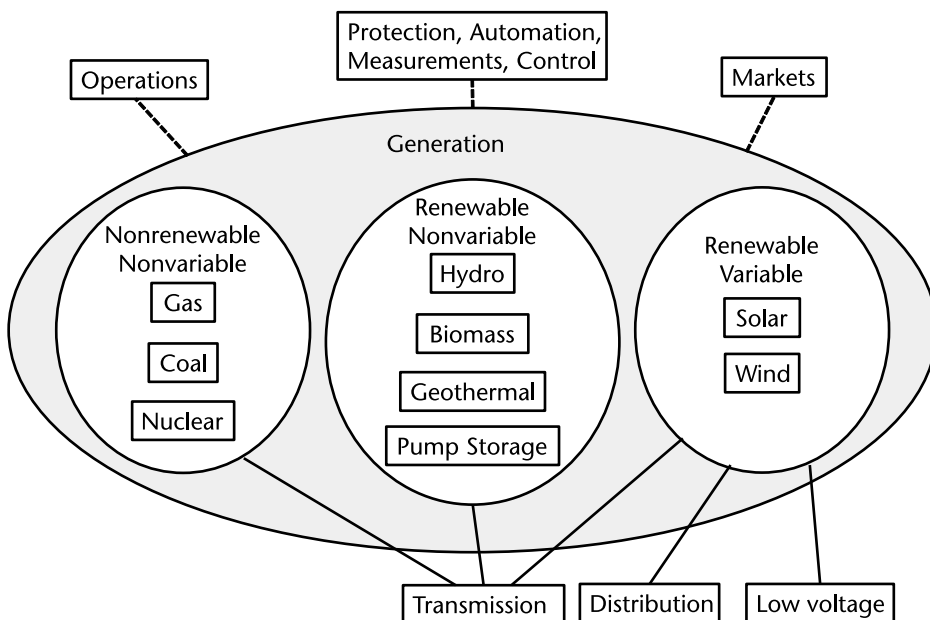 Protection, Automation,
Measurements, Control
Operations
Markets
Generation
Nonrenewable
Nonvariable
Gas
Coal
Nuclear
Renewable
Nonvariable
Hydro
Biomass
Geothermal
Pump Storage
Renewable
Variable
Solar
Wind
Transmission
Distribution
Low voltage